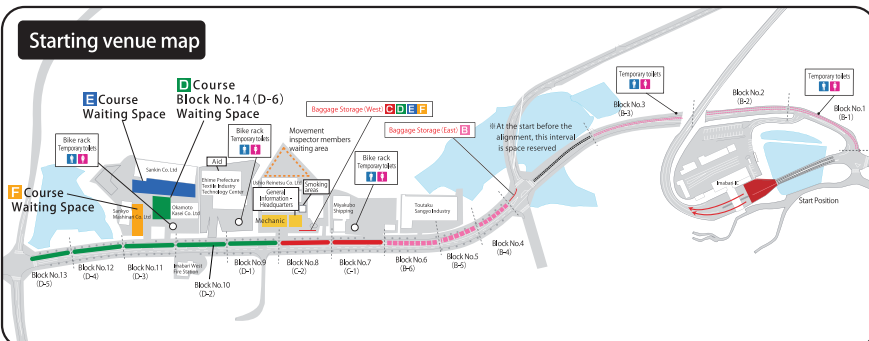 Starting venue map
D Course
Block No.14 (D-6)
Waiting Space
E Course
Waiting Space
F Course
Waiting Space
Bike rack
Temporary toilets
Sankin Co. Ltd
Okamoto
Kasei Co. Ltd
Aid
Ehime Prefecture
Textile Industry
Technology Center
Bike rack
Temporary toilets
Movement
inspector members
waiting area
General
Information・
Headquarters
Smoking
areas
Mechanic
Baggage Storage (West) C D E F
Baggage Storage (East) B
Miyakubo
Shipping
Bike rack
Temporary toilets
Toutaku
Sangyo Industry
※At the start before the
alignment, this interval
is space reserved
Temporary toilets
Block No.3
(B-3)
Block No.2
(B-2)
Temporary toilets
Block No.1
(B-1)
Imabari IC
Start Position
Block No.4
(B-4)
Block No.5
(B-5)
Block No.6
(B-6)
Block No.7
(C-1)
Block No.8
(C-2)
Block No.9
(D-1)
Block No.10
(D-2)
Imabari West
Fire Station
Block No.11
(D-3)
Block No.12
(D-4)
Block No.13
(D-5)